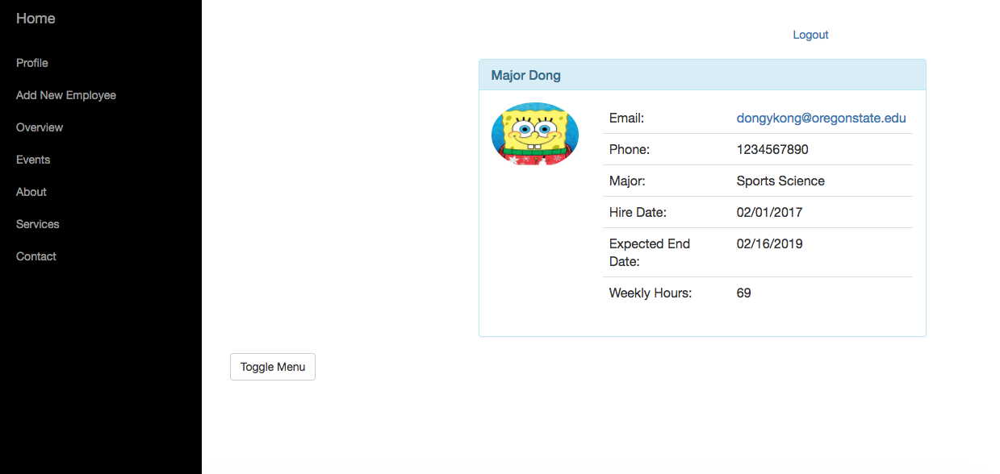 Home
Profile
Add New Employee
Overview
Events
About
Services
Contact
Logout
Major Dong
Email: dongykong@oregonstate.edu
Phone: 1234567890
Major: Sports Science
Hire Date: 02/01/2017
Expected End Date: 02/16/2019
Weekly Hours: 69
Toggle Menu